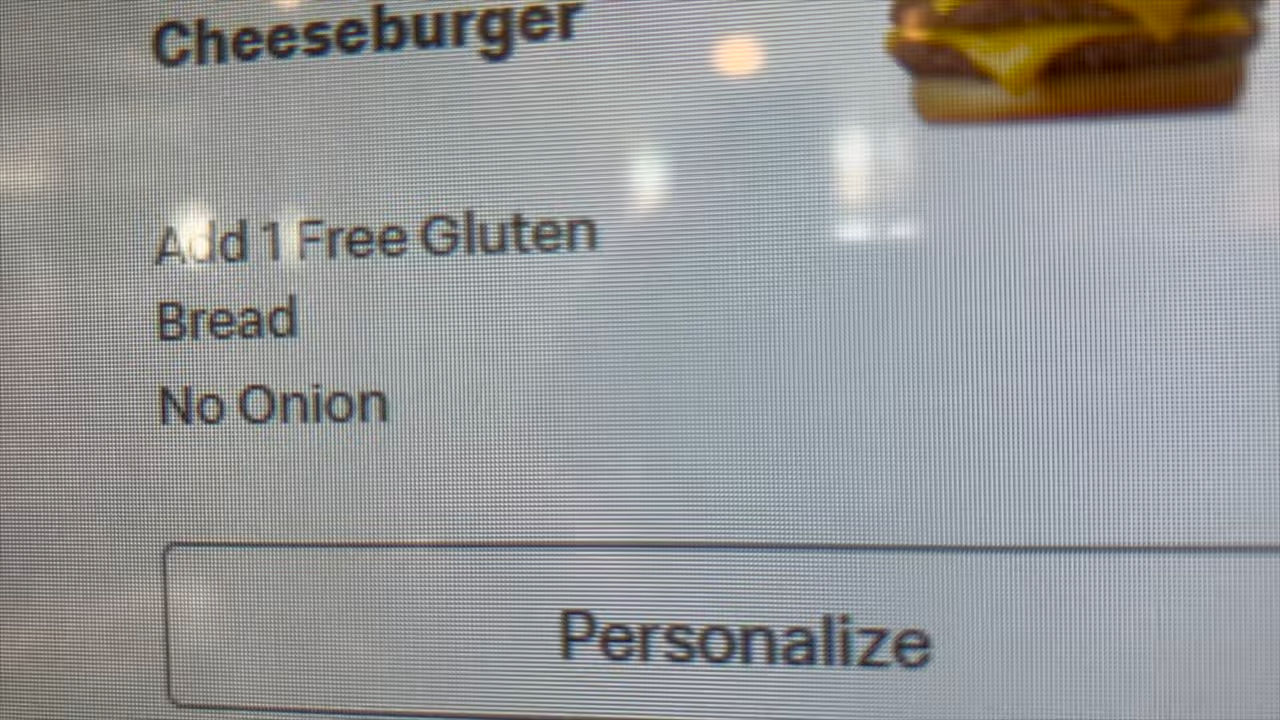 Cheeseburger
Add 1 Free Gluten
Bread
No Onion
Personalize